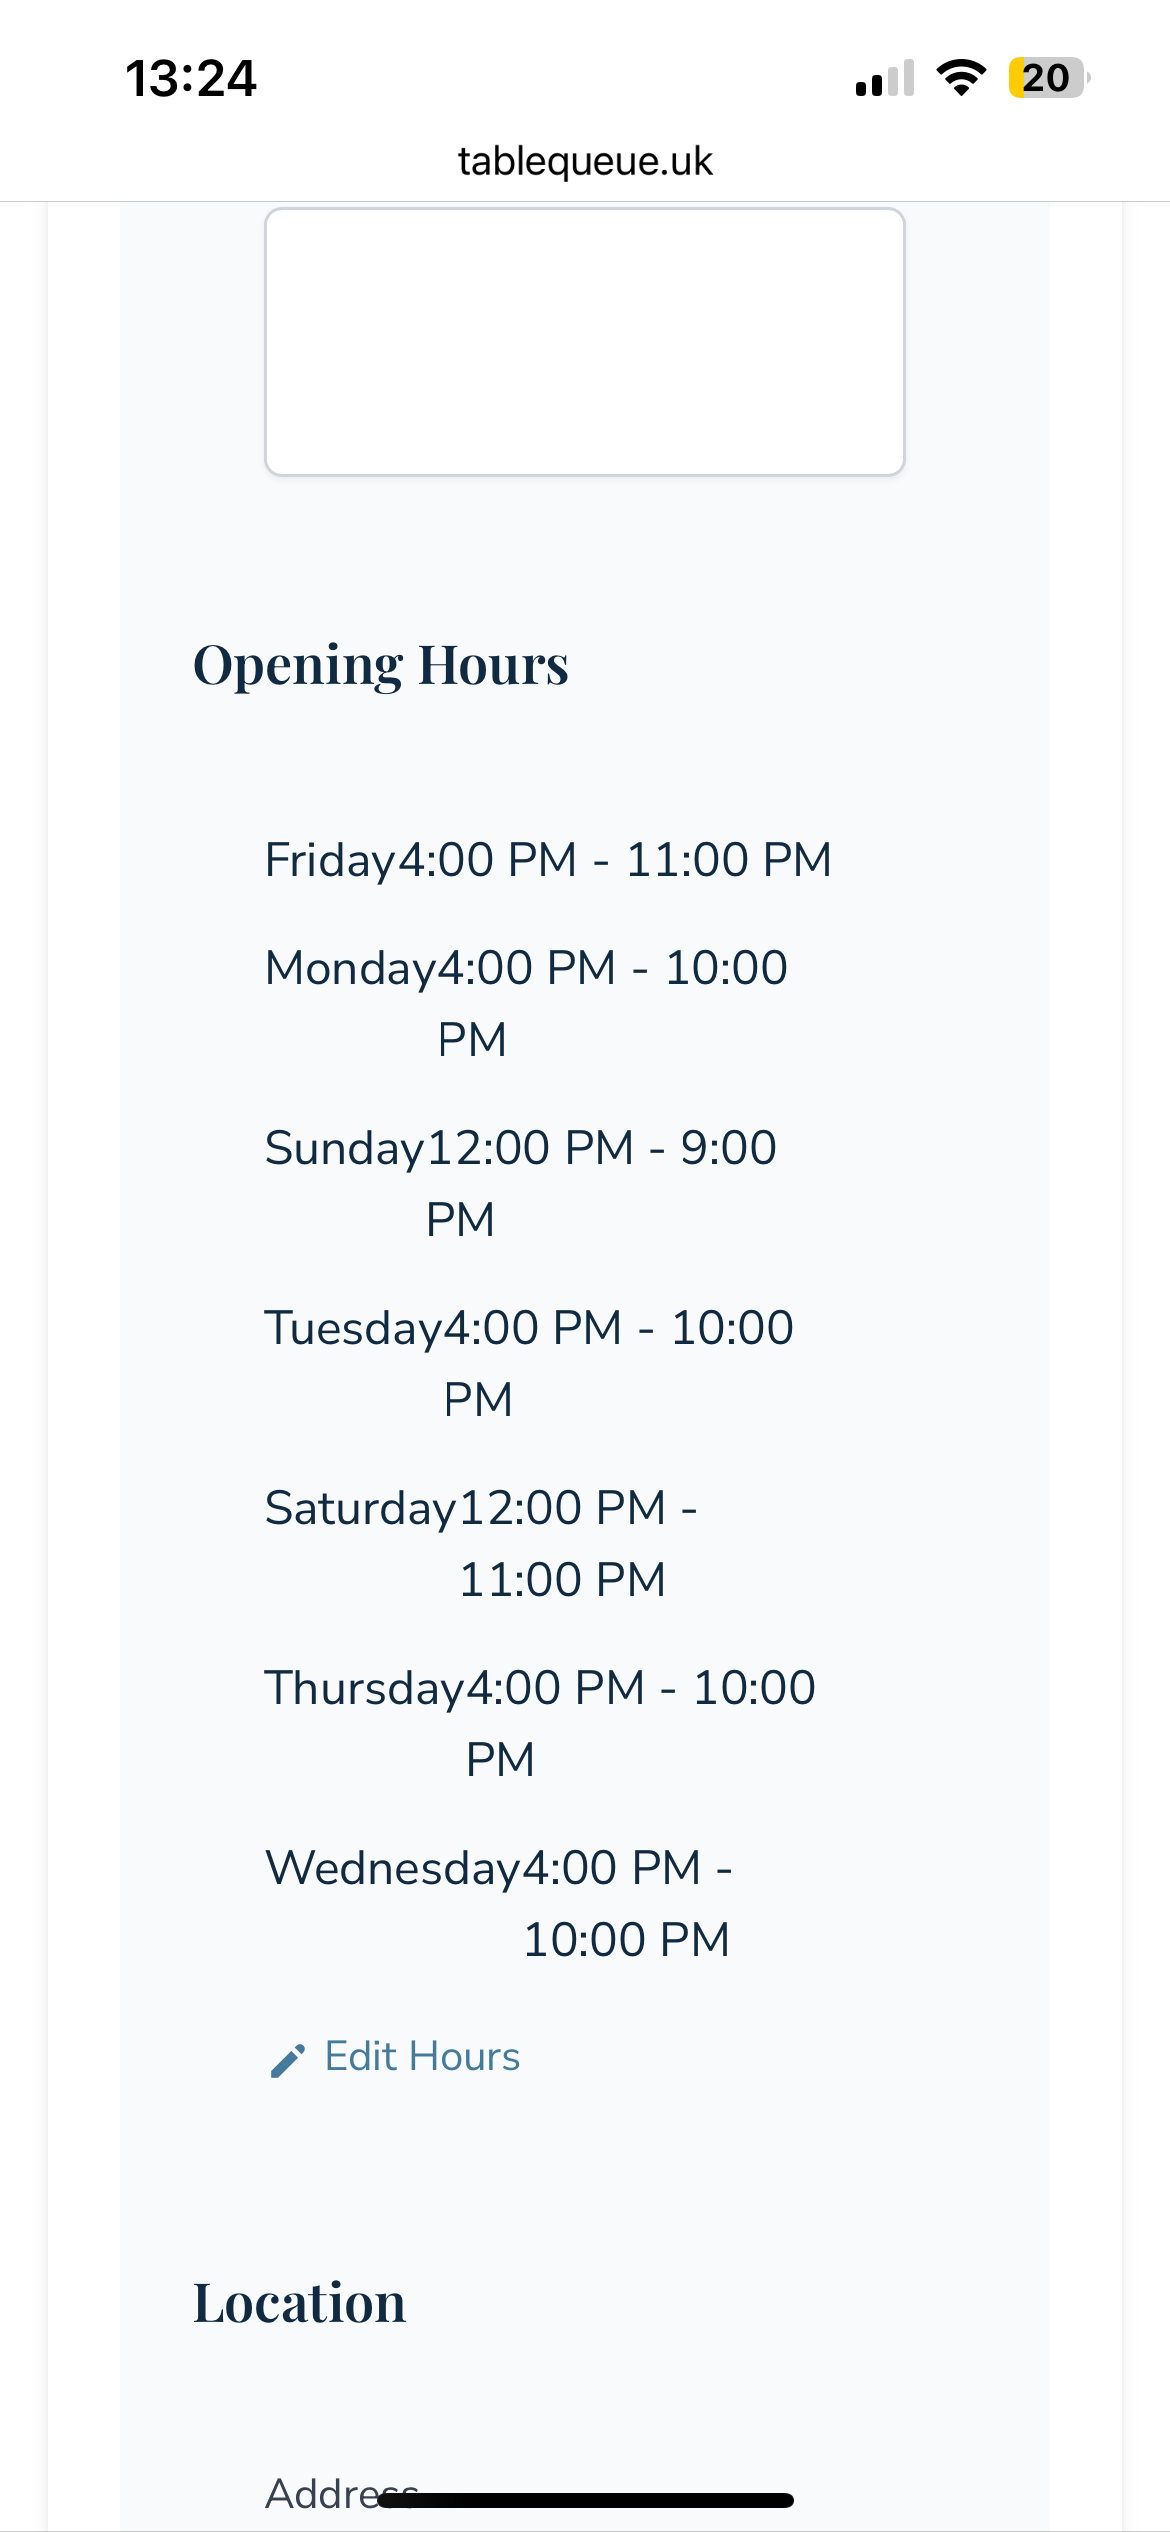 13:24
20
tablequeue.uk
Opening Hours
Friday4:00 PM - 11:00 PM
Monday4:00 PM - 10:00
PM
Sunday12:00 PM - 9:00
PM
Tuesday4:00 PM - 10:00
PM
Saturday12:00 PM -
11:00 PM
Thursday4:00 PM - 10:00
PM
Wednesday4:00 PM -
10:00 PM
Edit Hours
Location
Address